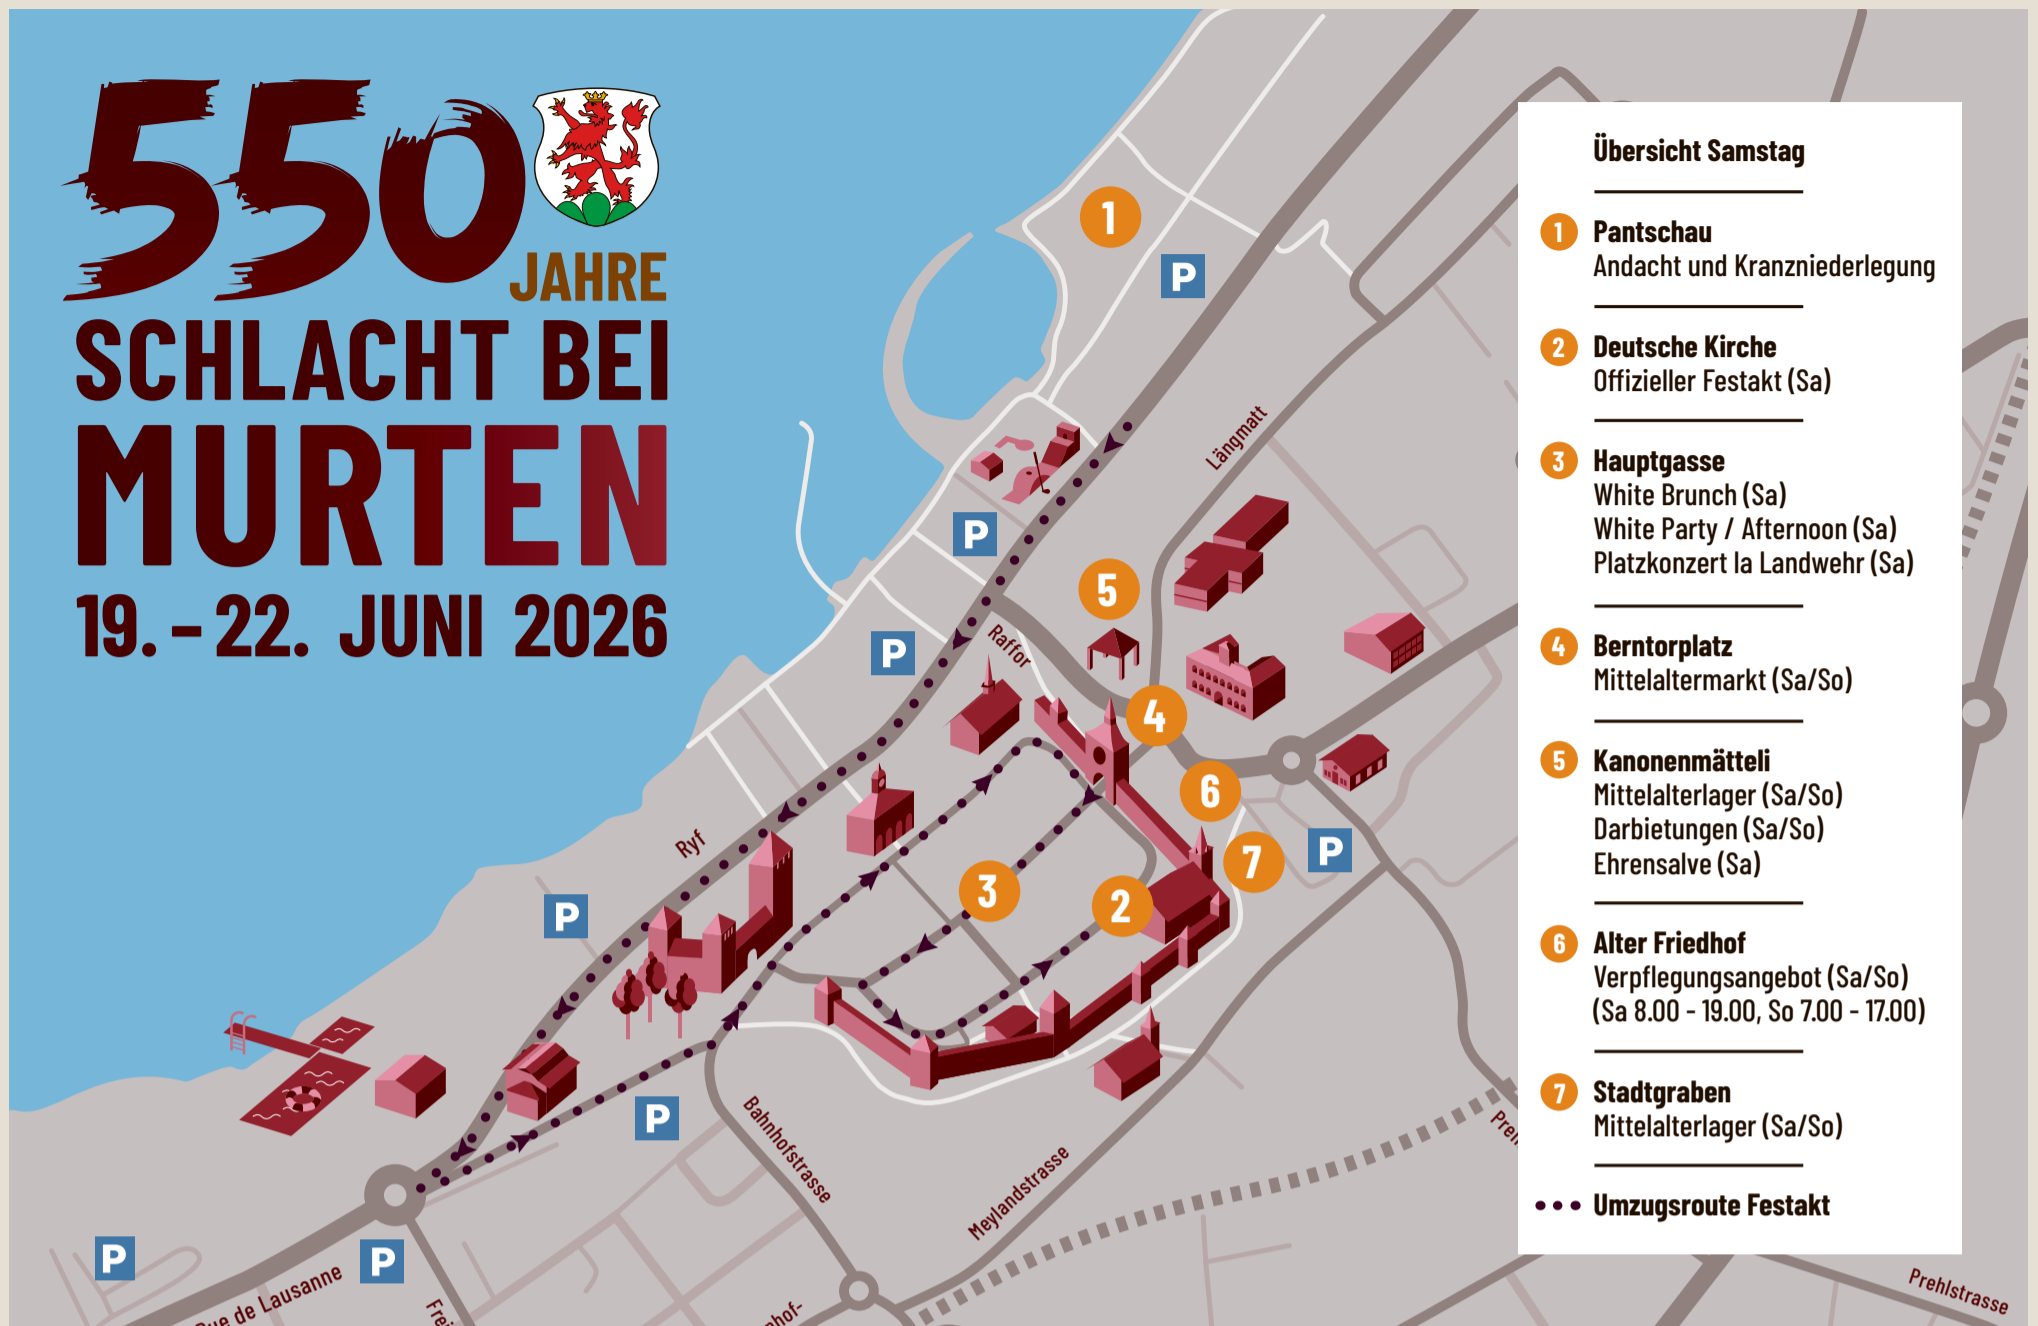 550
JAHRE
SCHLACHT BEI
MURTEN
19. – 22. JUNI 2026
Übersicht Samstag
1 Pantschau
Andacht und Kranzniederlegung
2 Deutsche Kirche
Offizieller Festakt (Sa)
3 Hauptgasse
White Brunch (Sa)
White Party / Afternoon (Sa)
Platzkonzert la Landwehr (Sa)
4 Berntorplatz
Mittelaltermarkt (Sa/So)
5 Kanonenmätteli
Mittelalterlager (Sa/So)
Darbietungen (Sa/So)
Ehrensalve (Sa)
6 Alter Friedhof
Verpflegungsangebot (Sa/So)
(Sa 8.00 - 19.00, So 7.00 - 17.00)
7 Stadtgraben
Mittelalterlager (Sa/So)
Umzugsroute Festakt
1
P
Längmatt
P
5
Raffor
P
4
6
Ryf
7
P
3
2
P
P
Bahnhofstrasse
Meylandstrasse
P
P
de Lausanne
Prehlstrasse